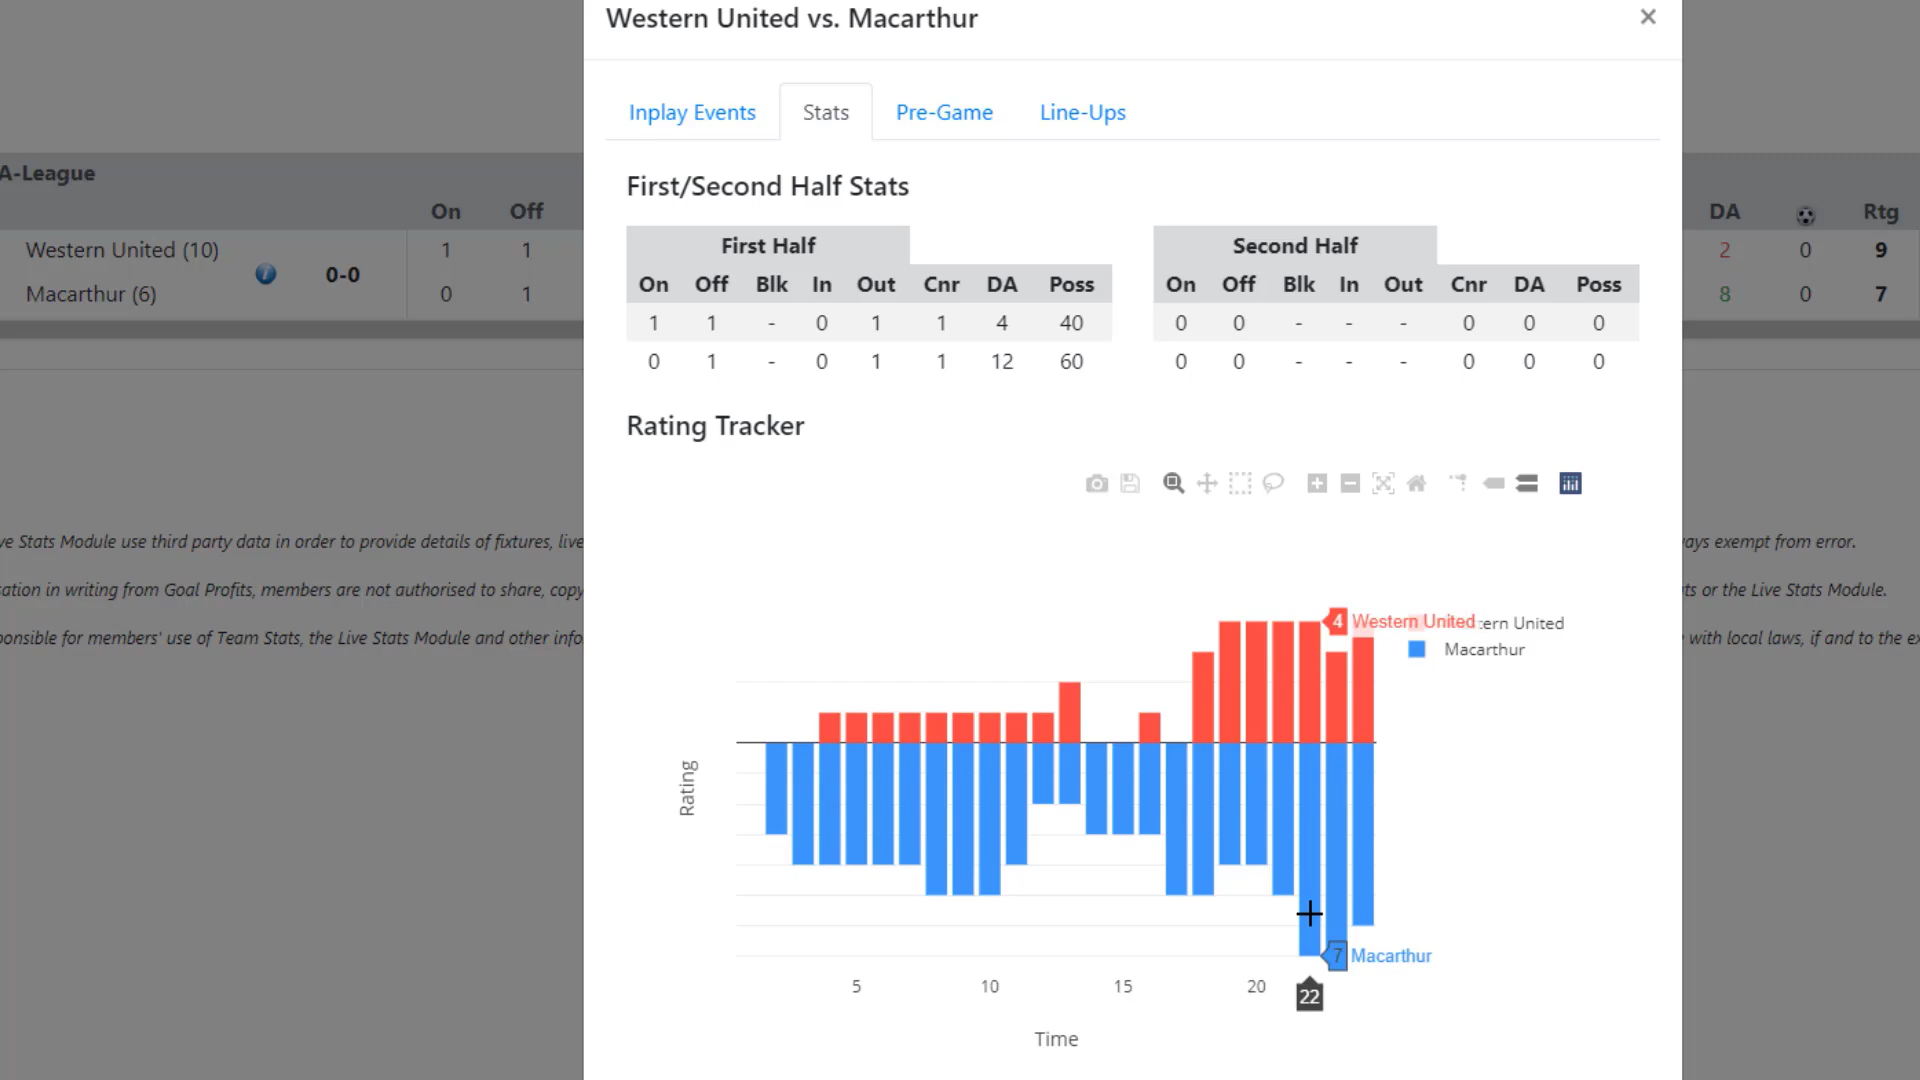 Western United vs. Macarthur
×
Inplay Events Stats Pre-Game Line-Ups
A-League
On Off
Western United (10) 1 1
0-0
Macarthur (6) 0 1
DA Rtg
2 0 9
8 0 7
First/Second Half Stats
First Half
On Off Blk In Out Cnr DA Poss
1 1 - 0 1 1 4 40
0 1 - 0 1 1 12 60
Second Half
On Off Blk In Out Cnr DA Poss
0 0 - - - 0 0 0
0 0 - - - 0 0 0
Rating Tracker
ve Stats Module use third party data in order to provide details of fixtures, live
ays exempt from error.
sation in writing from Goal Profits, members are not authorised to share, copy
ts or the Live Stats Module.
ponsible for members' use of Team Stats, the Live Stats Module and other info
with local laws, if and to the ex
4 Western United
tern United
Macarthur
Rating
7 Macarthur
5 10 15 20
22
Time